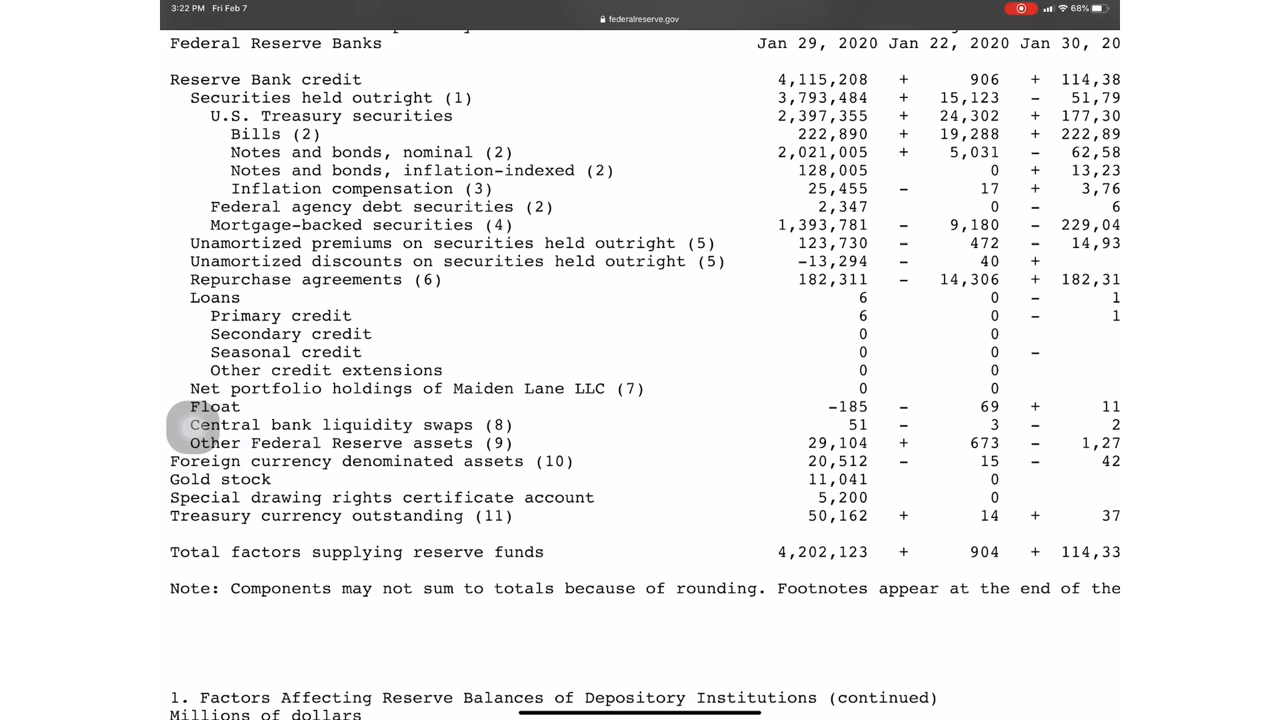 3:22 PM Fri Feb 7 68%
federalreserve.gov
Federal Reserve Banks Jan 29, 2020 Jan 22, 2020 Jan 30, 20
Reserve Bank credit 4,115,208 + 906 + 114,38
Securities held outright (1) 3,793,484 + 15,123 - 51,79
U.S. Treasury securities 2,397,355 + 24,302 + 177,30
Bills (2) 222,890 + 19,288 + 222,89
Notes and bonds, nominal (2) 2,021,005 + 5,031 - 62,58
Notes and bonds, inflation-indexed (2) 128,005 0 + 13,23
Inflation compensation (3) 25,455 - 17 + 3,76
Federal agency debt securities (2) 2,347 0 - 6
Mortgage-backed securities (4) 1,393,781 - 9,180 - 229,04
Unamortized premiums on securities held outright (5) 123,730 - 472 - 14,93
Unamortized discounts on securities held outright (5) -13,294 - 40 +
Repurchase agreements (6) 182,311 - 14,306 + 182,31
Loans 6 0 - 1
Primary credit 6 0 - 1
Secondary credit 0 0
Seasonal credit 0 0 -
Other credit extensions 0 0
Net portfolio holdings of Maiden Lane LLC (7) 0 0
Float -185 - 69 + 11
Central bank liquidity swaps (8) 51 - 3 - 2
Other Federal Reserve assets (9) 29,104 + 673 - 1,27
Foreign currency denominated assets (10) 20,512 - 15 - 42
Gold stock 11,041 0
Special drawing rights certificate account 5,200 0
Treasury currency outstanding (11) 50,162 + 14 + 37
Total factors supplying reserve funds 4,202,123 + 904 + 114,33
Note: Components may not sum to totals because of rounding. Footnotes appear at the end of the
1. Factors Affecting Reserve Balances of Depository Institutions (continued)
Millions of dollars